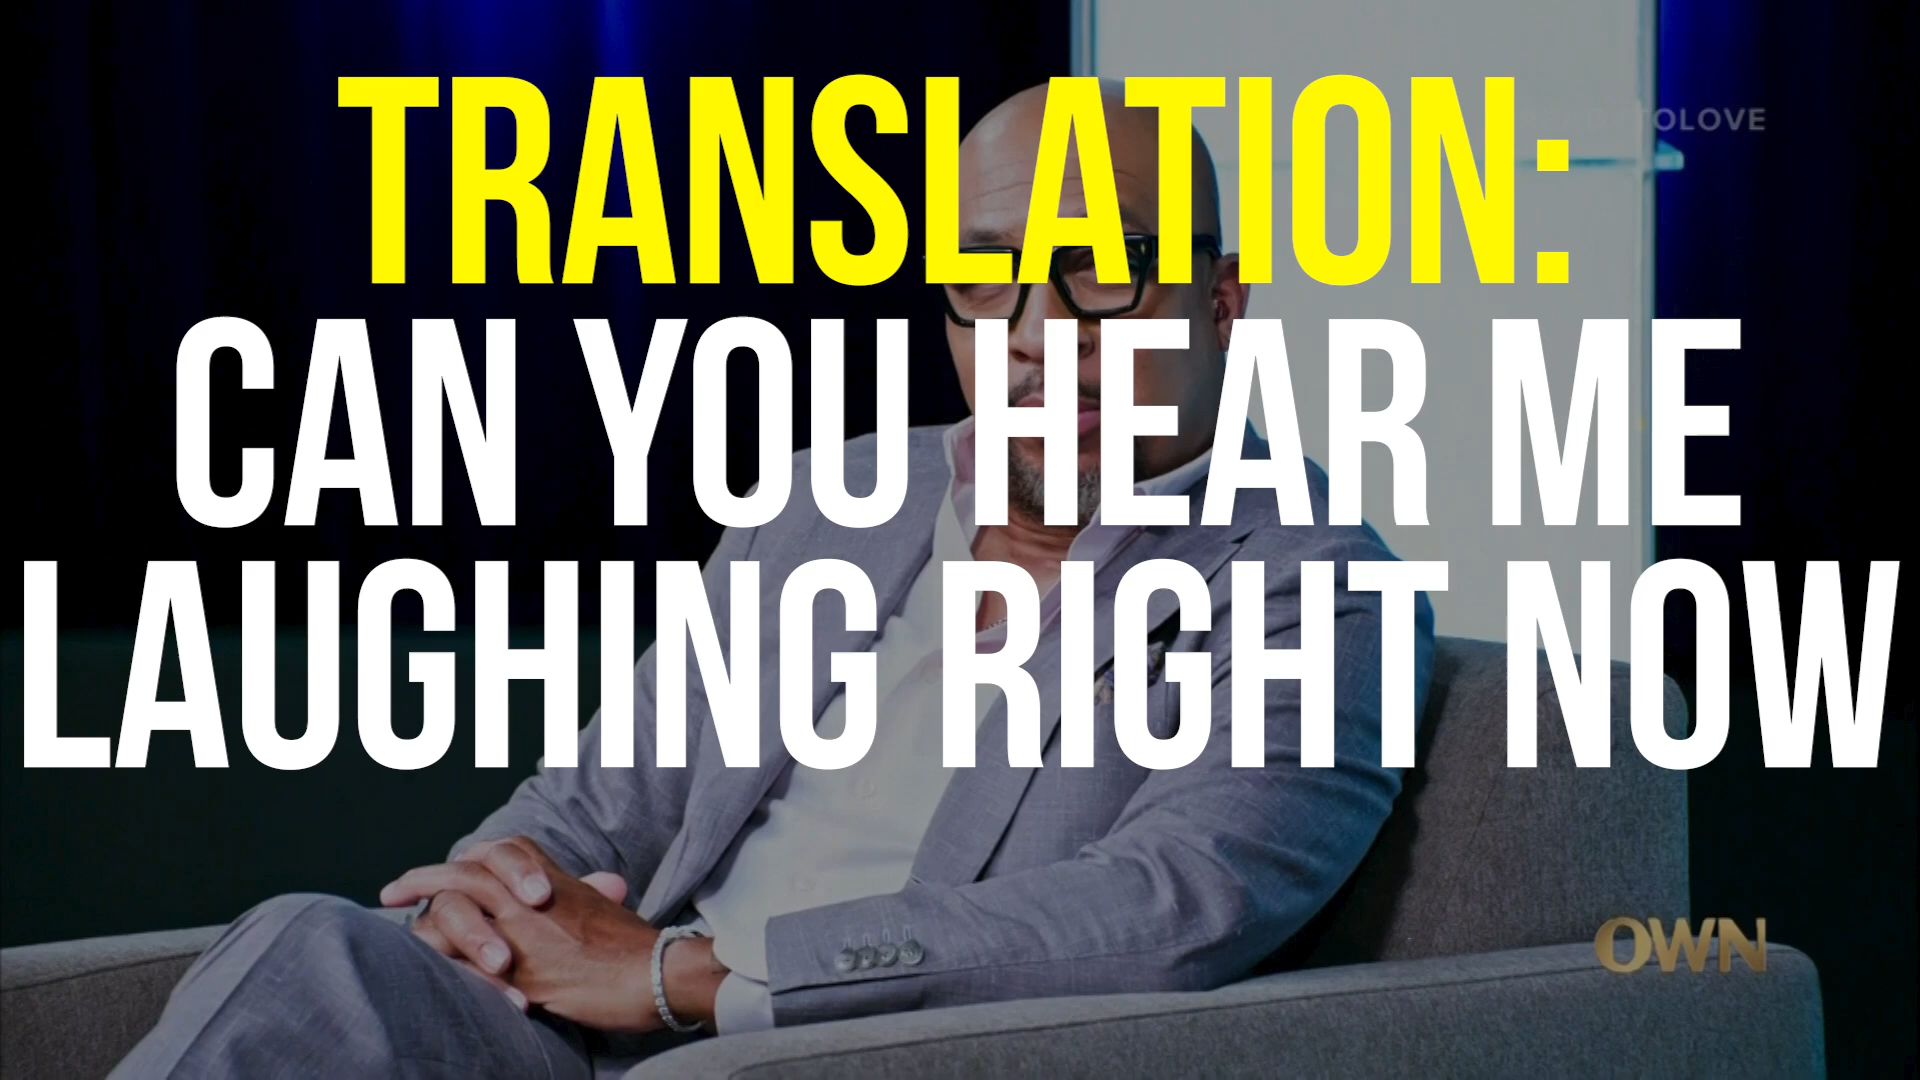 TRANSLATION:
CAN YOU HEAR ME
LAUGHING RIGHT NOW
OWN